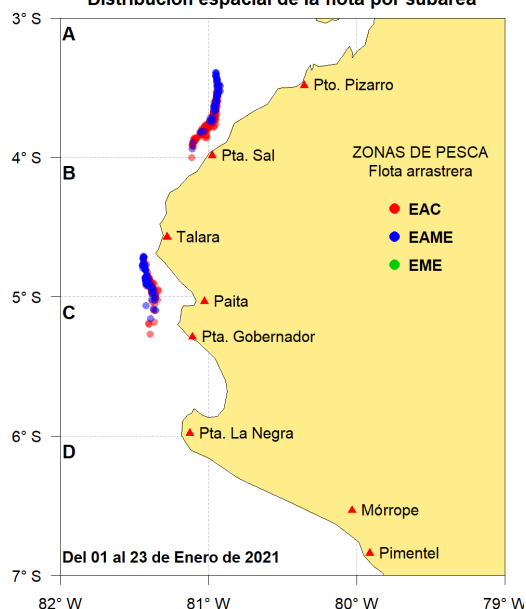 Distribución espacial de la flota por subárea
3° S
A
Pto. Pizarro
4° S
Pta. Sal
ZONAS DE PESCA
B
Flota arrastrera
EAC
Talara
EAME
EME
5° S
Paita
C
Pta. Gobernador
6° S
Pta. La Negra
D
Mórrope
Del 01 al 23 de Enero de 2021
Pimentel
7° S
82° W
81° W
80° W
79° W